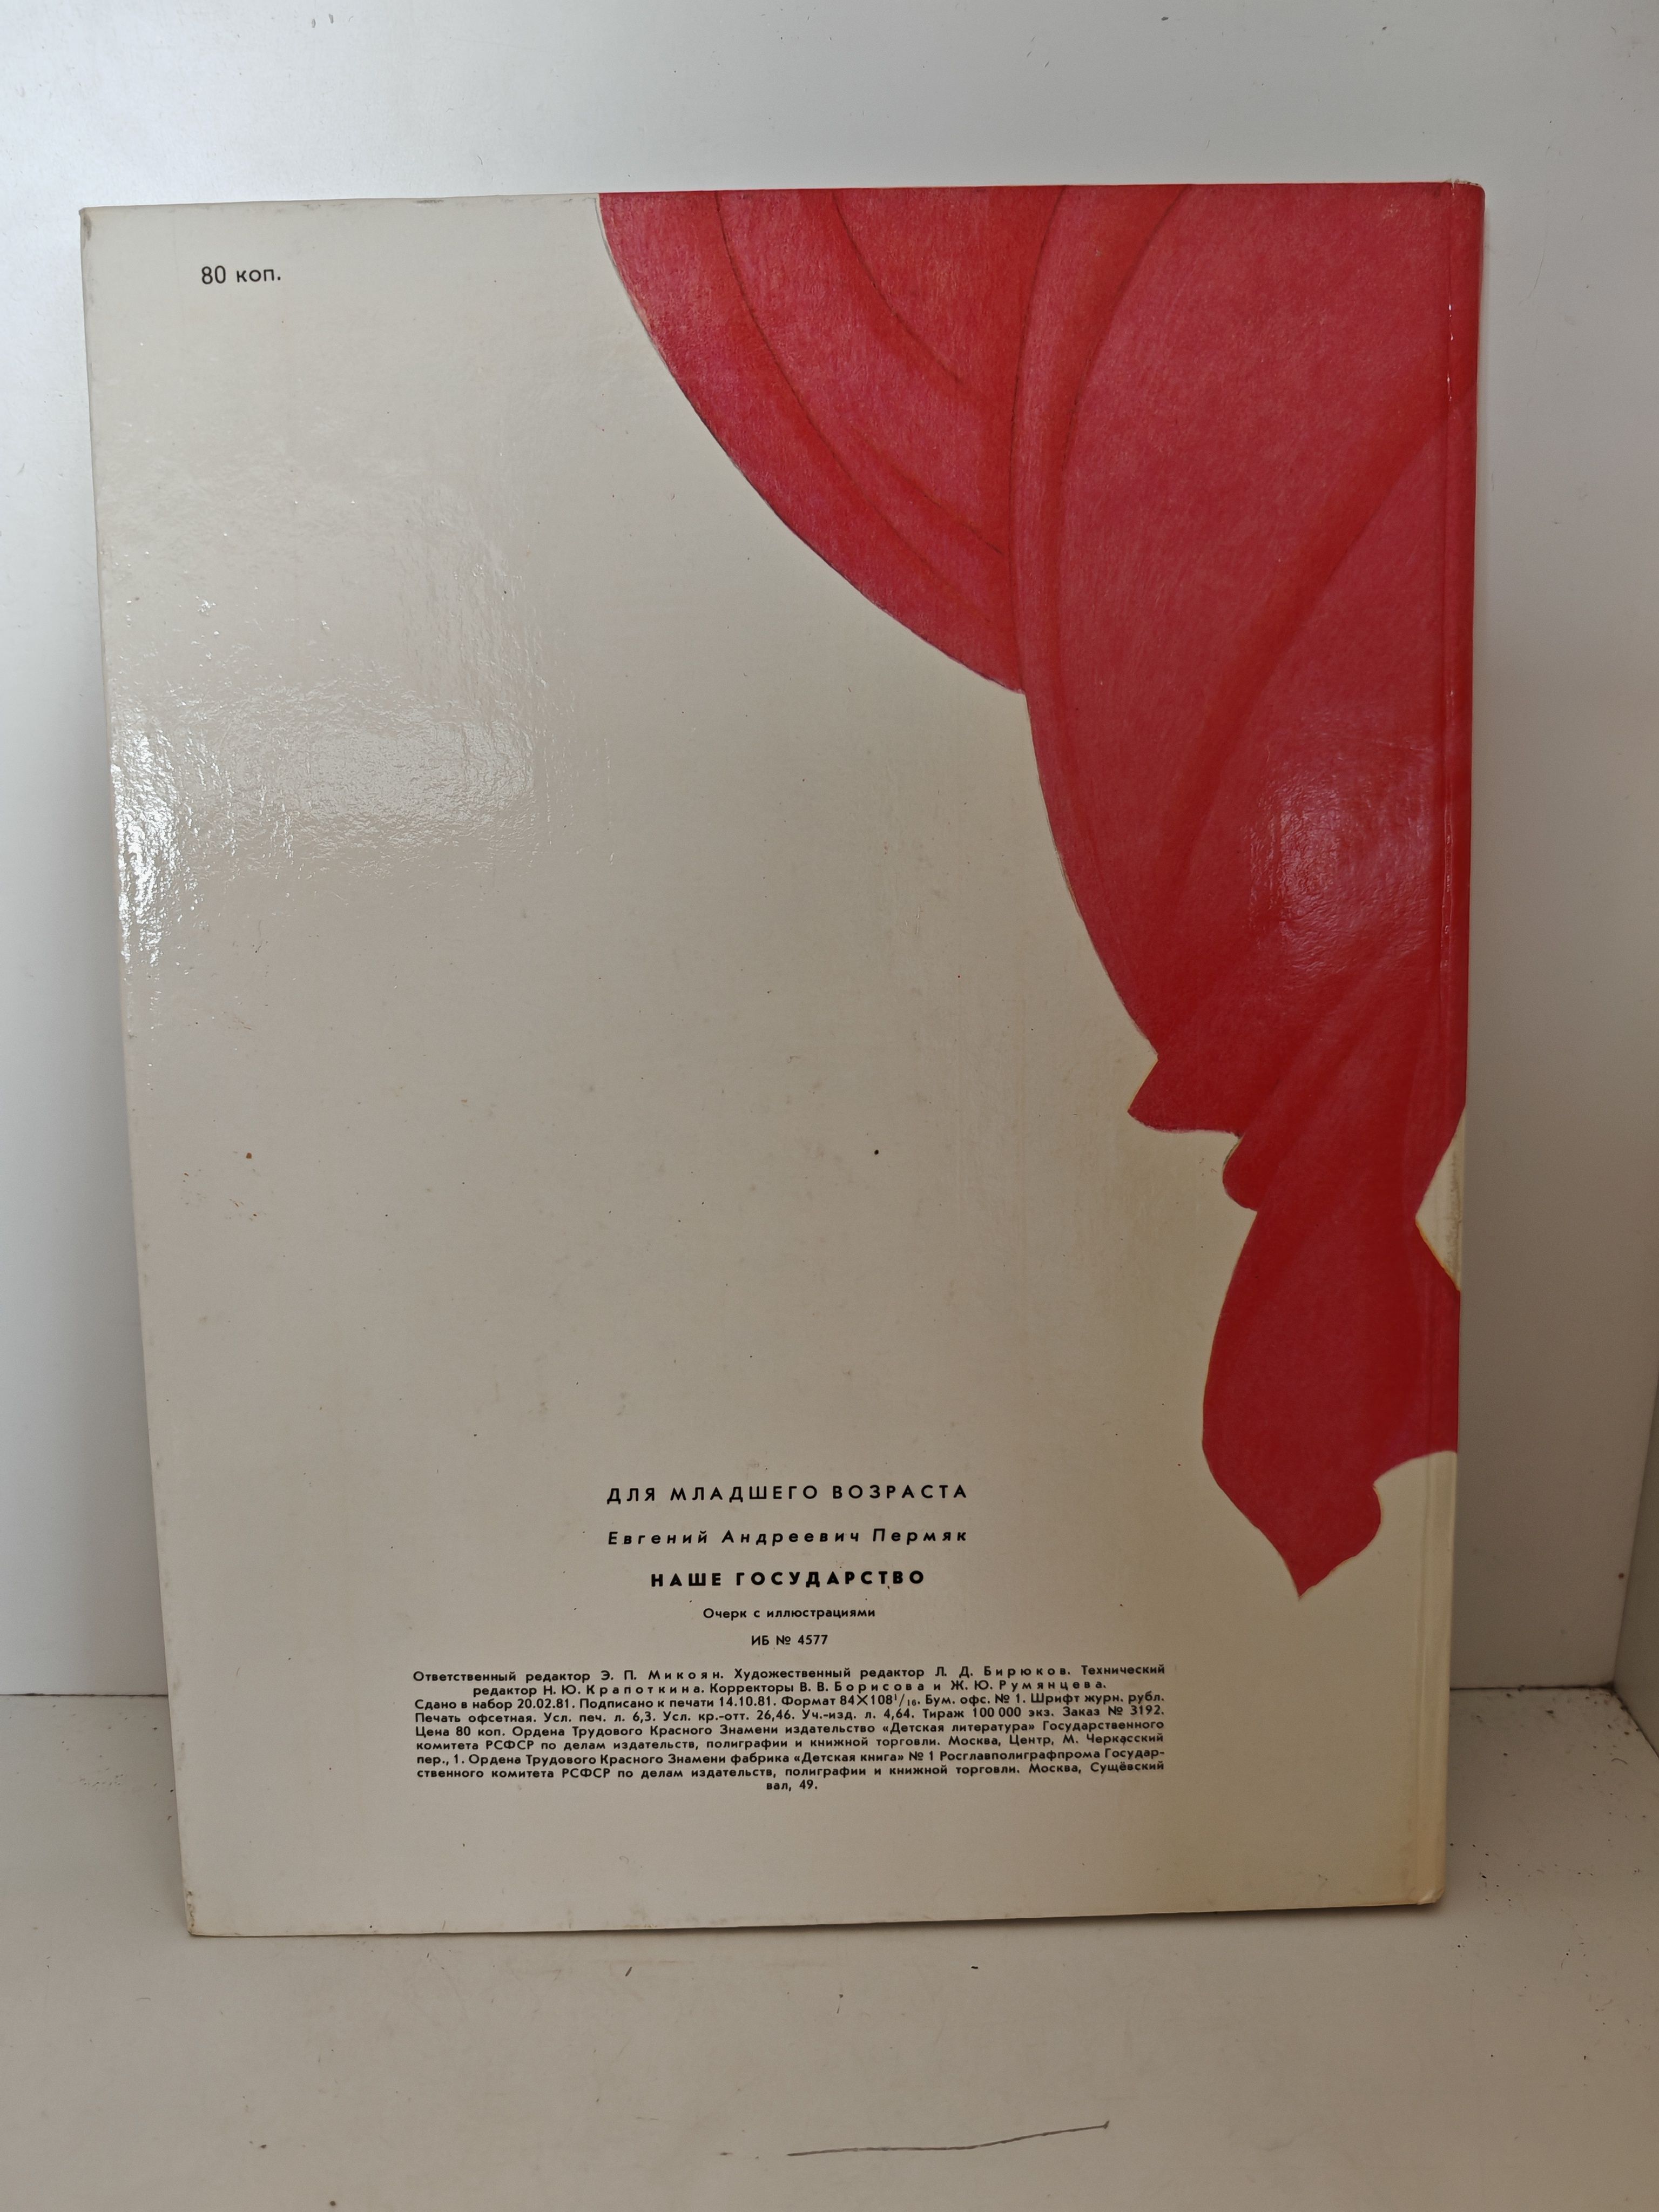 80 коп.
ДЛЯ МЛАДШЕГО ВОЗРАСТА
Евгений Андреевич Пермяк
НАШЕ ГОСУДАРСТВО
Очерк с иллюстрациями
ИБ № 4577
Ответственный редактор Э. П. Микоян. Художественный редактор Л. Д. Бирюков. Технический
редактор Н. Ю. Крапоткина. Корректоры В. В. Борисова и Ж. Ю. Румянцева.
Сдано в набор 20.02.81. Подписано к печати 14.10.81. Формат 84×108¹/₁₆. Бум. офс. № 1. Шрифт журн. рубл.
Печать офсетная. Усл. печ. л. 6,3. Усл. кр.-отт. 26,46. Уч.-изд. л. 4,64. Тираж 100 000 экз. Заказ № 3192.
Цена 80 коп. Ордена Трудового Красного Знамени издательство «Детская литература» Государственного
комитета РСФСР по делам издательств, полиграфии и книжной торговли. Москва, Центр, М. Черкасский
пер., 1. Ордена Трудового Красного Знамени фабрика «Детская книга» № 1 Росглавполиграфпрома Государ-
ственного комитета РСФСР по делам издательств, полиграфии и книжной торговли. Москва, Сущёвский
вал, 49.